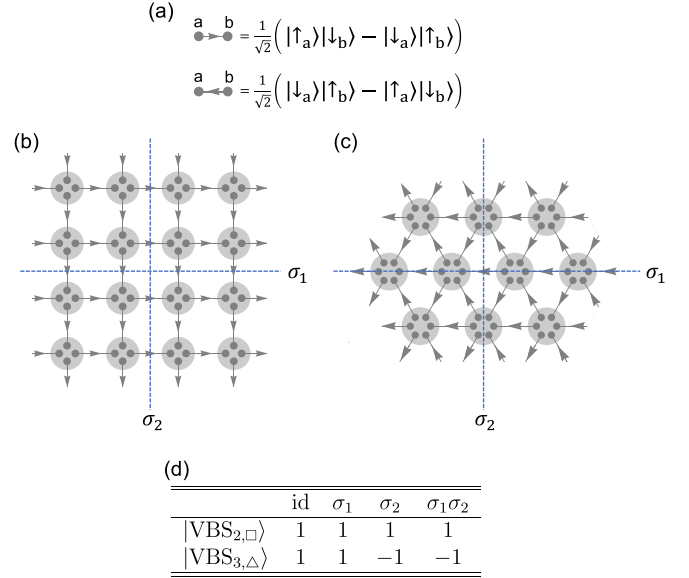 (a)
a b = 1/√2 ( |↑a⟩|↓b⟩ − |↓a⟩|↑b⟩ )
a b = 1/√2 ( |↓a⟩|↑b⟩ − |↑a⟩|↓b⟩ )
(b) (c)
σ1 σ1
σ2 σ2
(d)
id σ1 σ2 σ1σ2
|VBS2,□⟩ 1 1 1 1
|VBS3,△⟩ 1 1 −1 −1